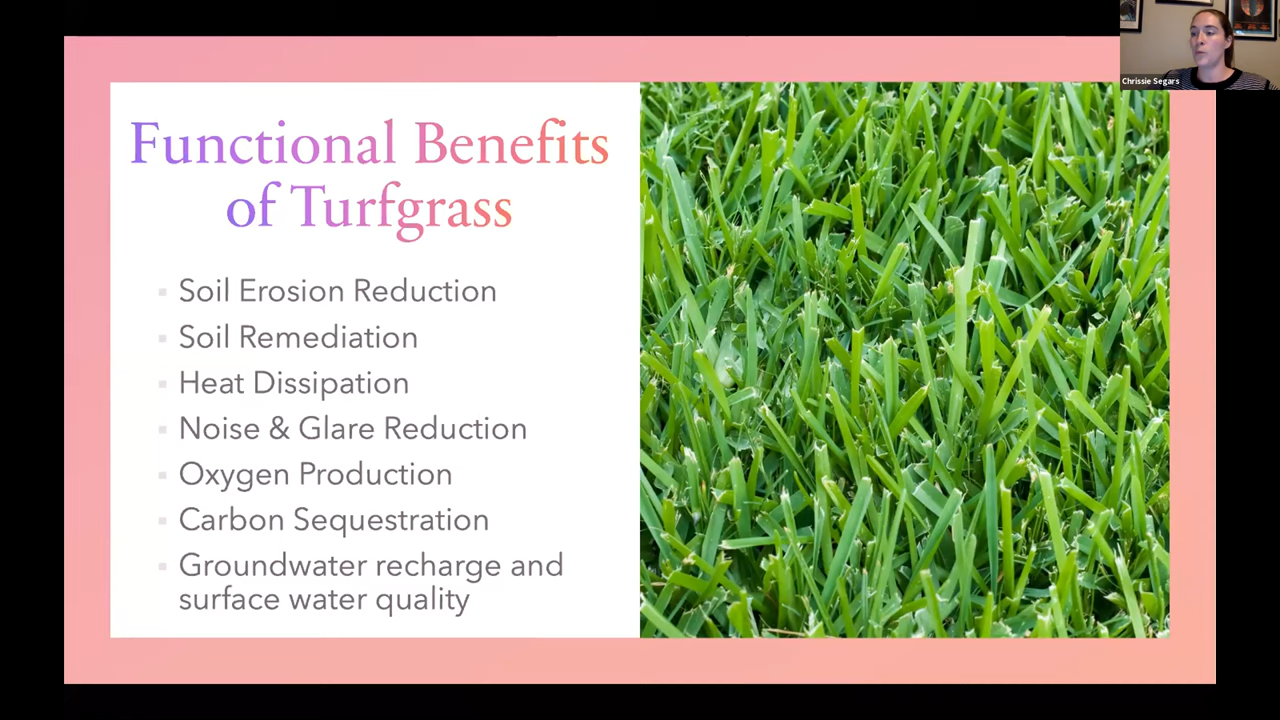 Chrissie Segars
Functional Benefits
of Turfgrass
Soil Erosion Reduction
Soil Remediation
Heat Dissipation
Noise & Glare Reduction
Oxygen Production
Carbon Sequestration
Groundwater recharge and
surface water quality